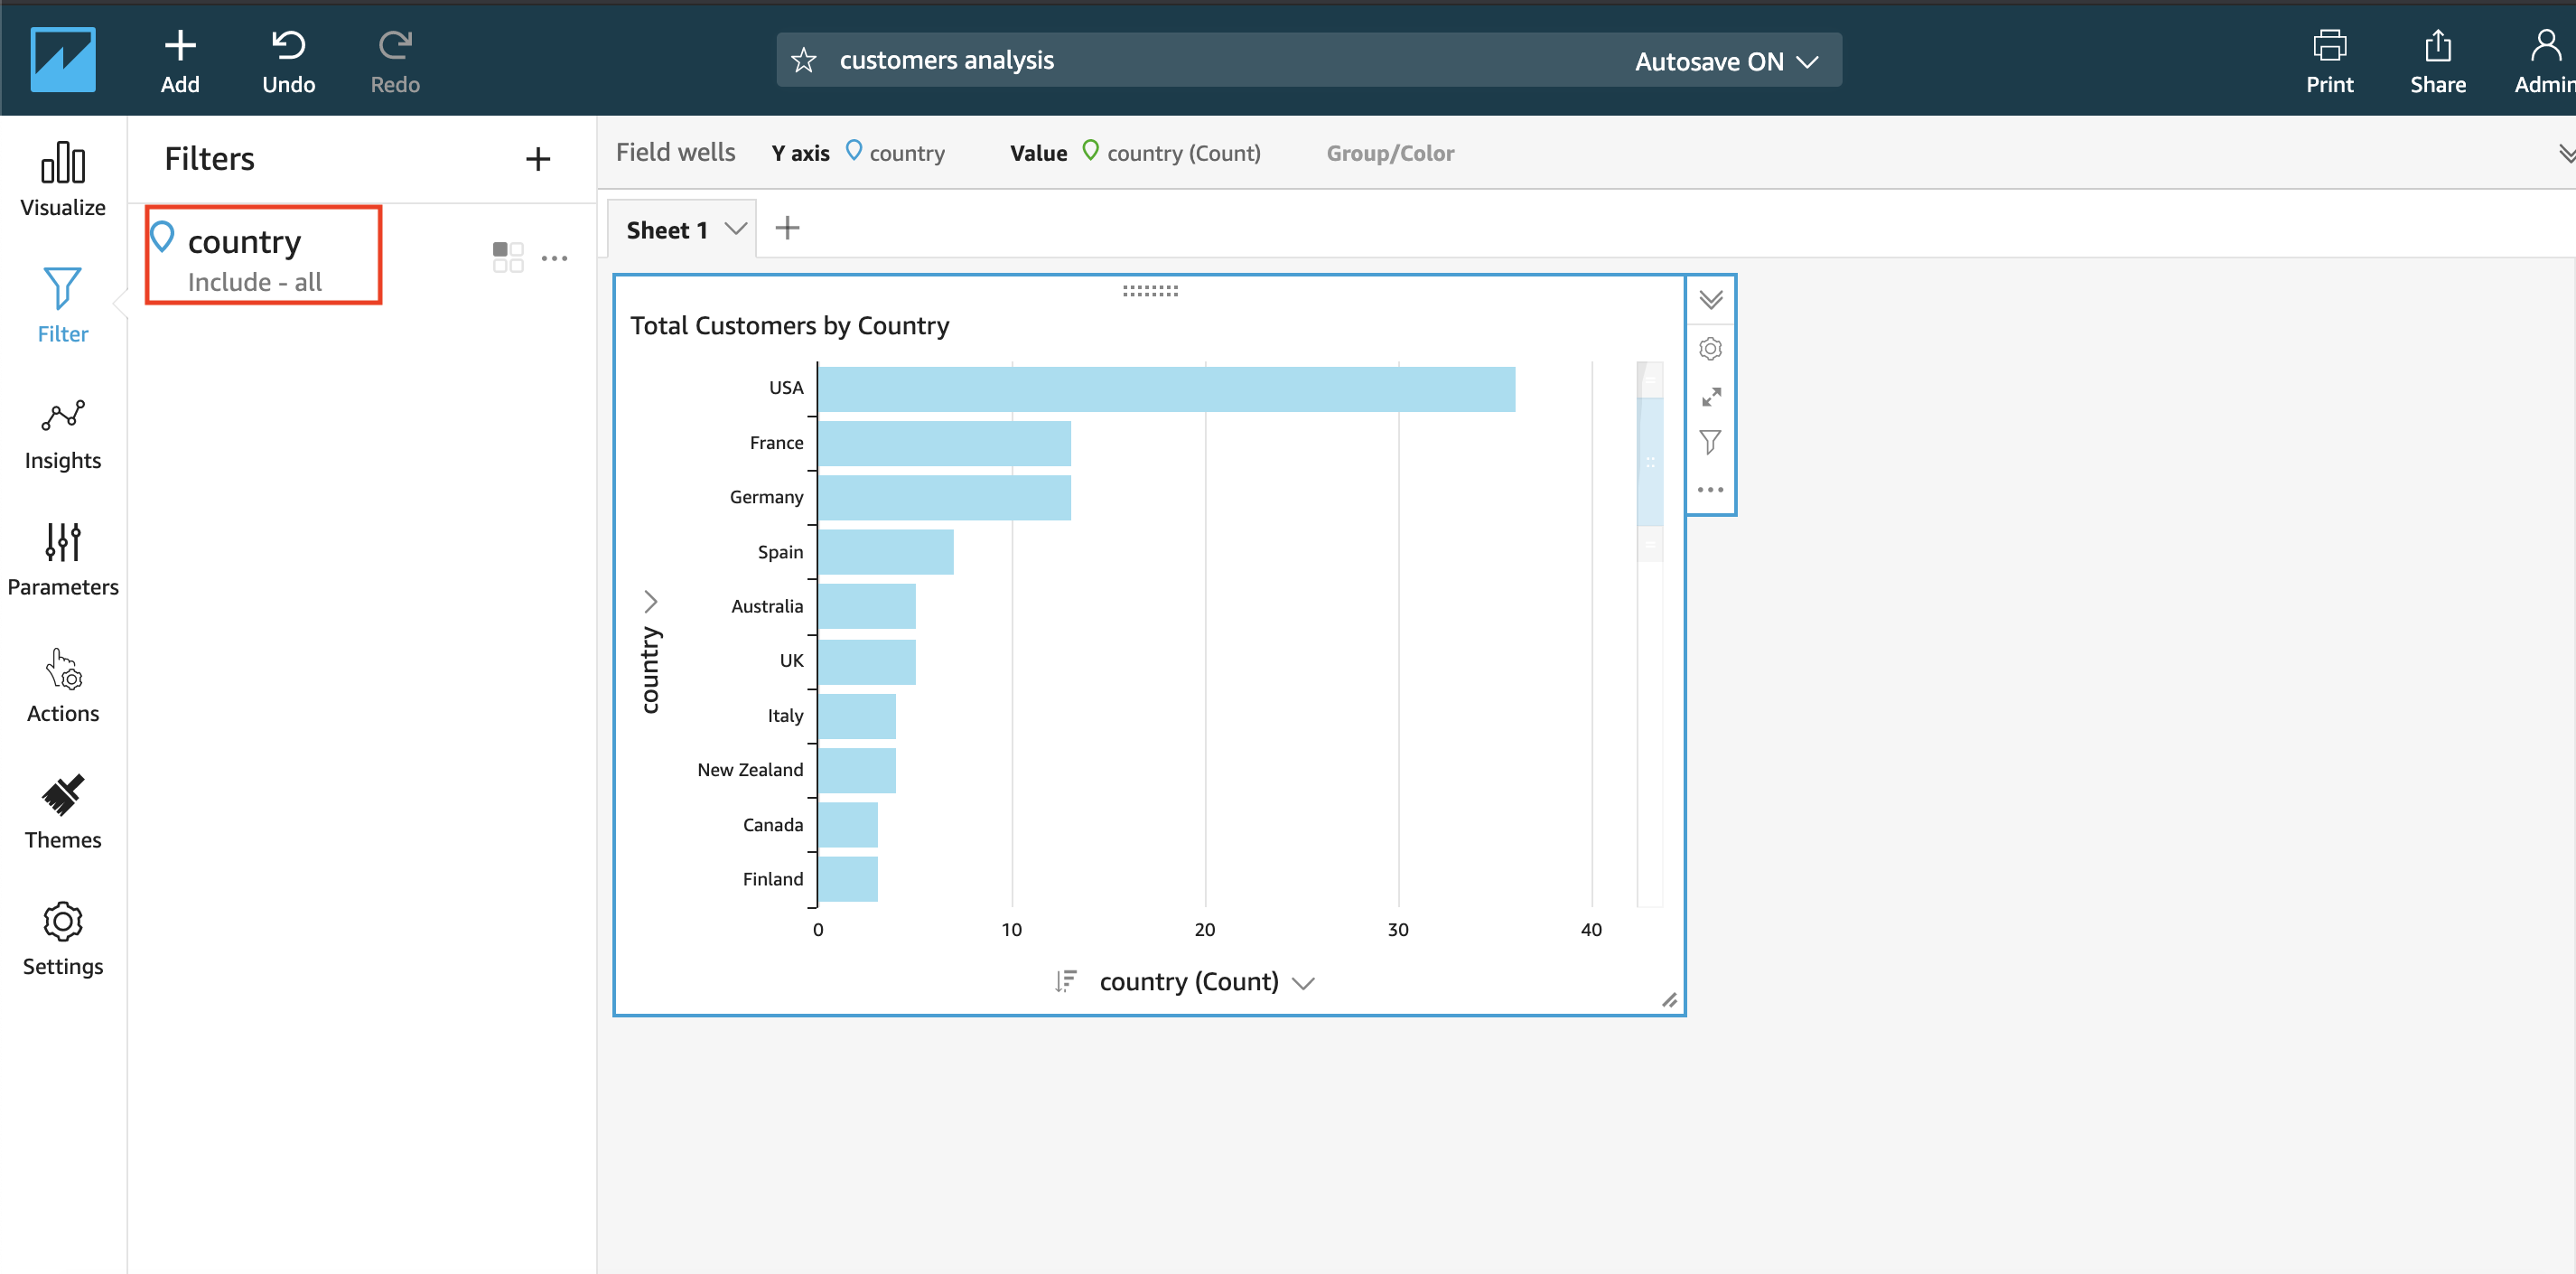 Add
Undo
Redo
customers analysis
Autosave ON
Print
Share
Admin
Visualize
Filter
Insights
Parameters
Actions
Themes
Settings
Filters
country
Include - all
Field wells
Y axis country
Value country (Count)
Group/Color
Sheet 1
Total Customers by Country
country
USA
France
Germany
Spain
Australia
UK
Italy
New Zealand
Canada
Finland
0 10 20 30 40
country (Count)